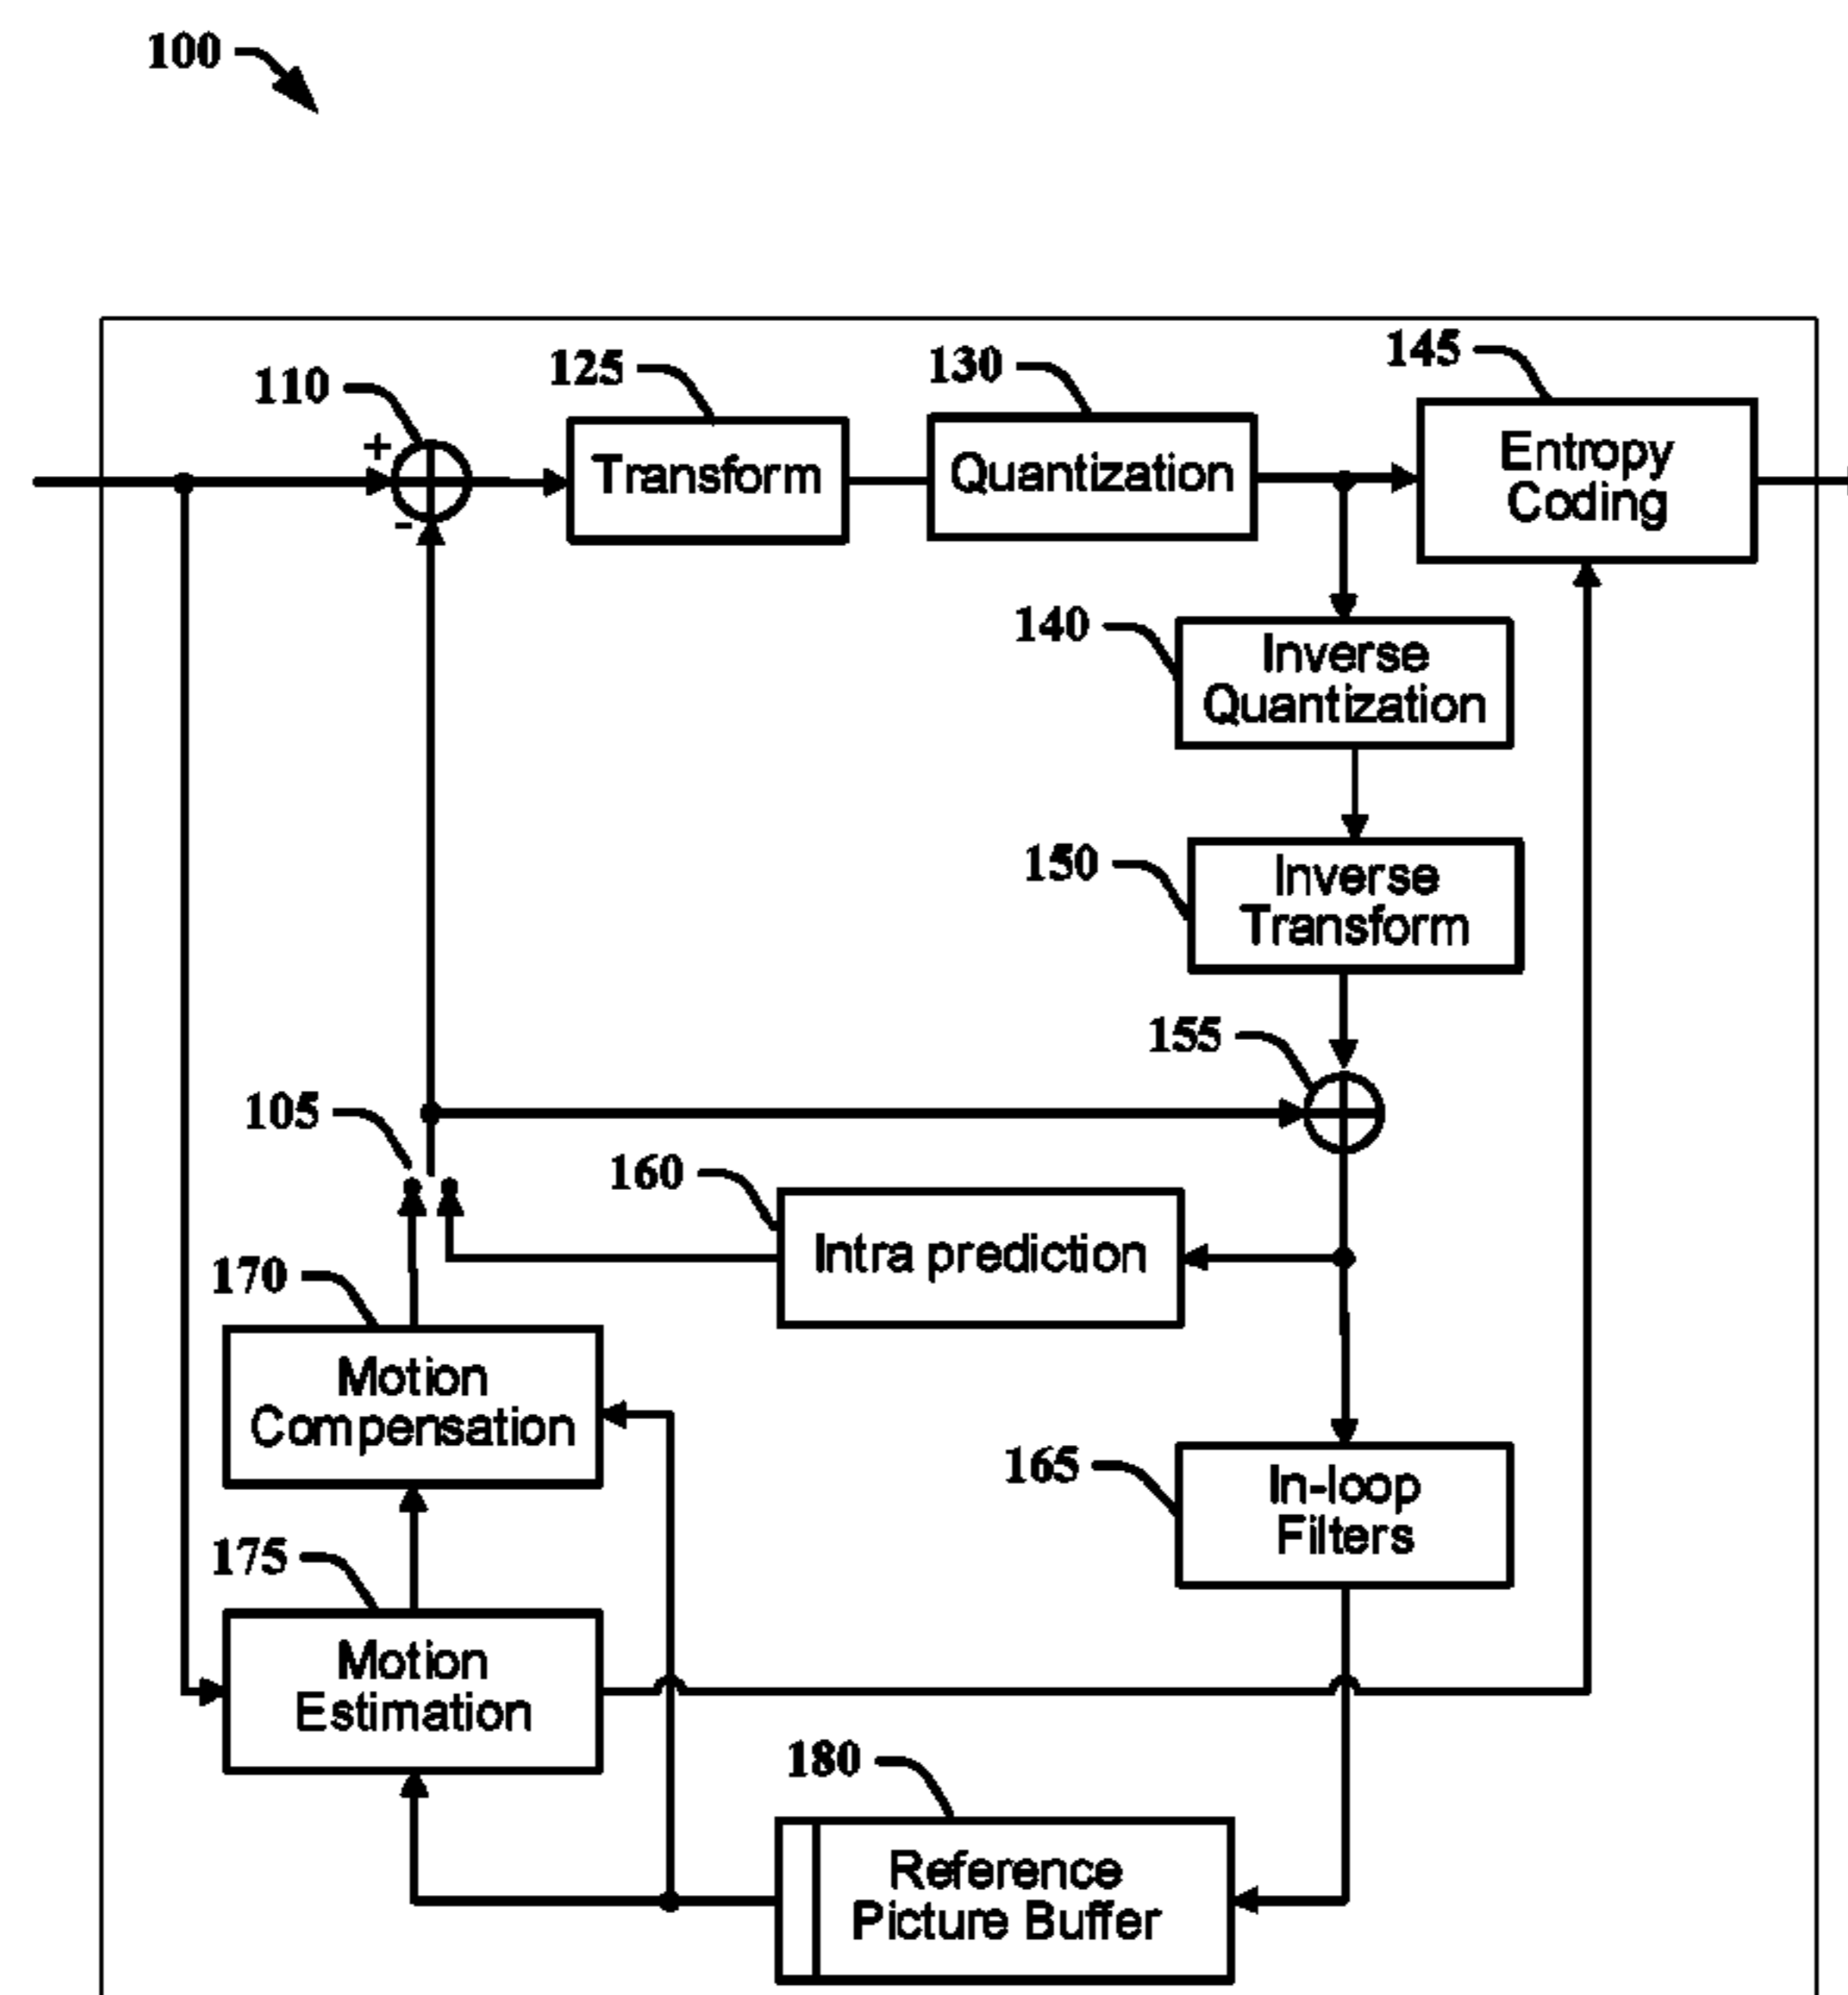 100
110
125
130
145
+
-
Transform
Quantization
Entropy
Coding
140
Inverse
Quantization
150
Inverse
Transform
155
105
160
Intra prediction
170
Motion
Compensation
165
In-loop
Filters
175
Motion
Estimation
180
Reference
Picture Buffer